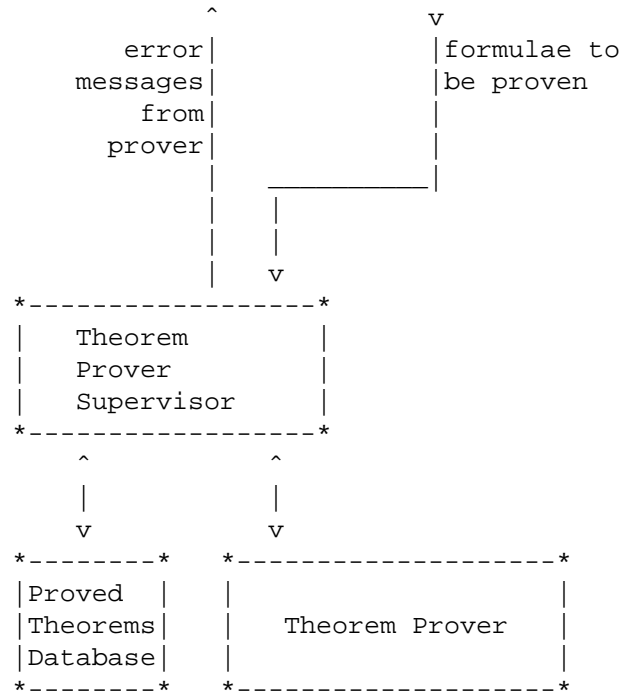 error
formulae to
messages
be proven
from
prover
Theorem
Prover
Supervisor
Proved
Theorems
Theorem Prover
Database